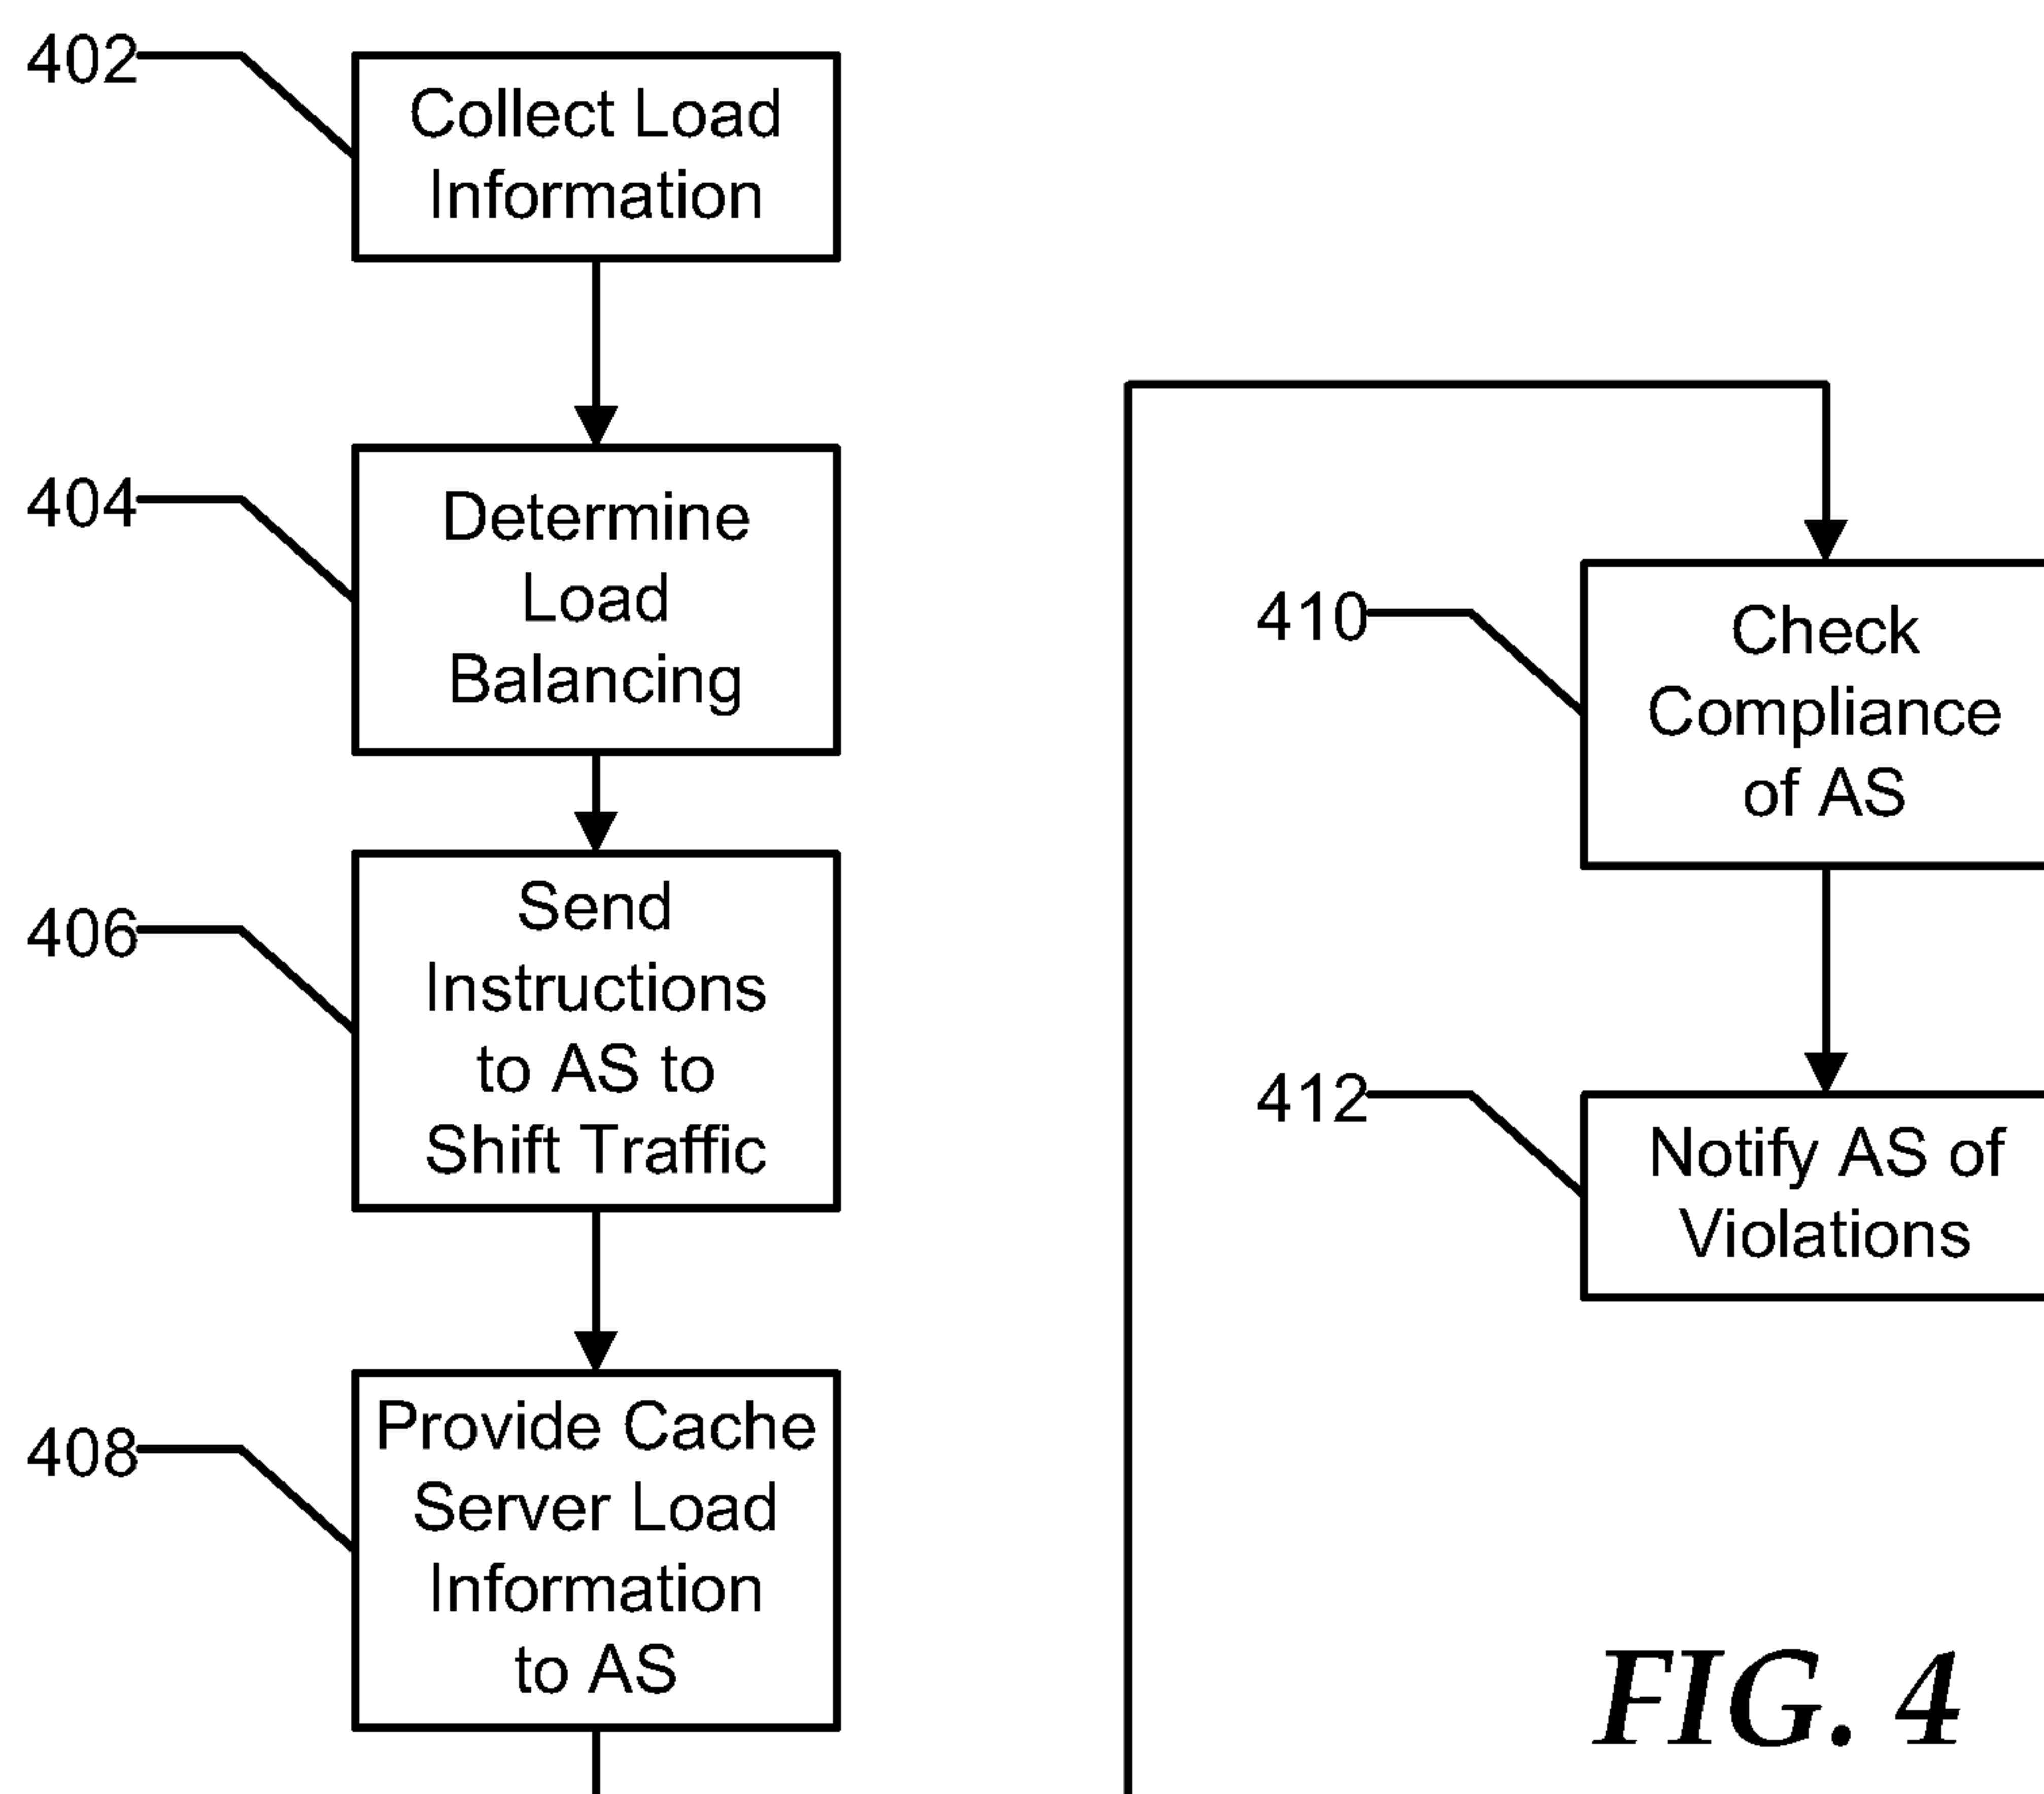 402
Collect Load
Information
404
Determine
Load
Balancing
406
Send
Instructions
to AS to
Shift Traffic
408
Provide Cache
Server Load
Information
to AS
410
Check
Compliance
of AS
412
Notify AS of
Violations
FIG. 4